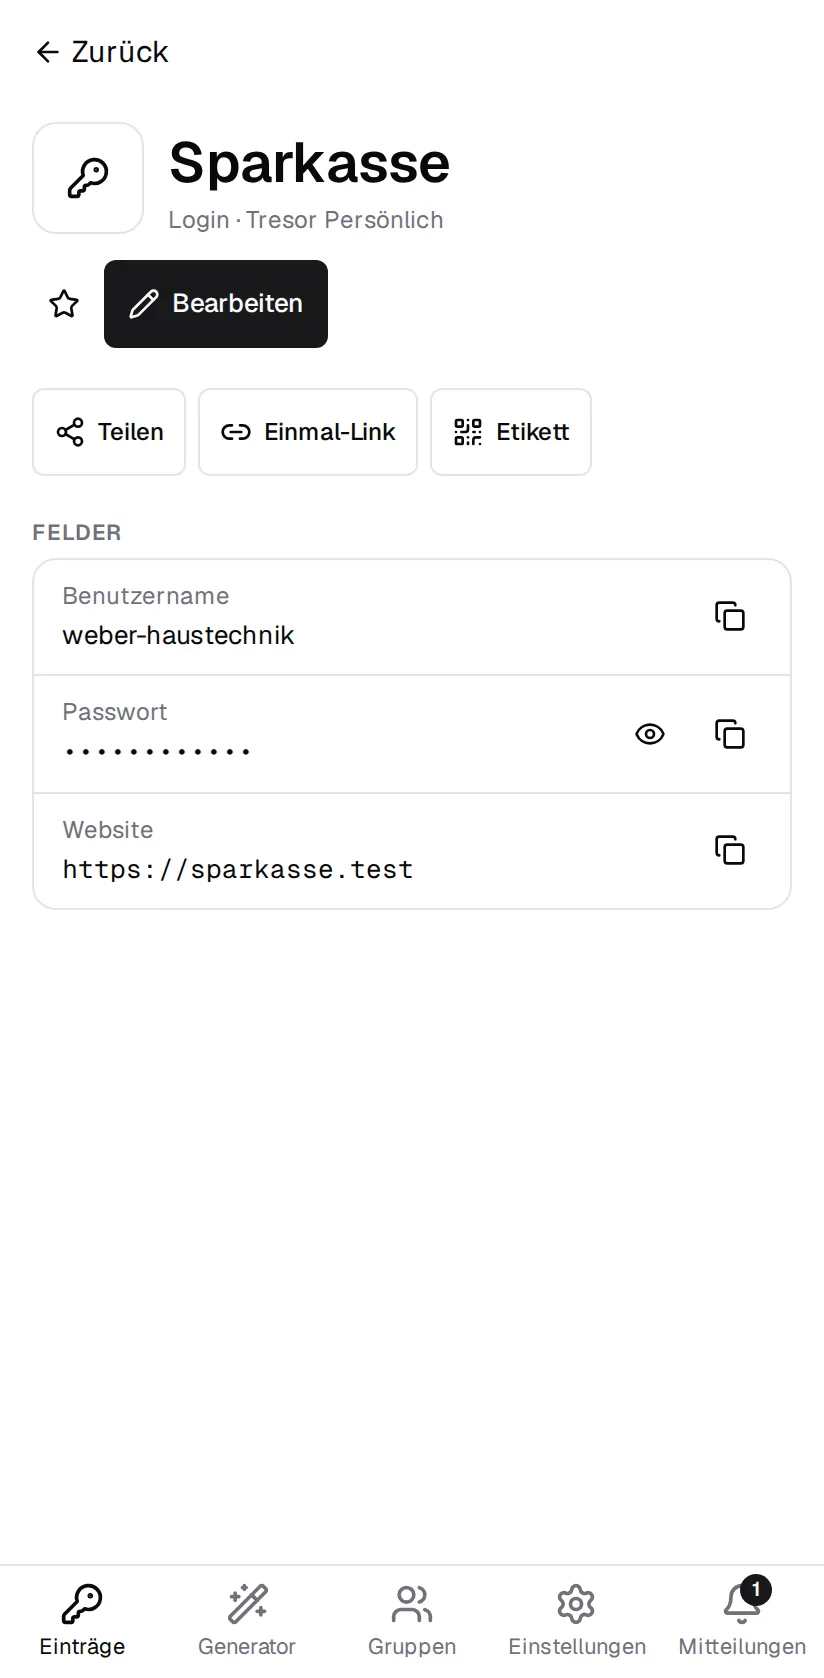 Zurück
Sparkasse
Login · Tresor Persönlich
Bearbeiten
Teilen
Einmal-Link
Etikett
FELDER
Benutzername
weber-haustechnik
Passwort
••••••••••••
Website
https://sparkasse.test
1
Einträge
Generator
Gruppen
Einstellungen
Mitteilungen